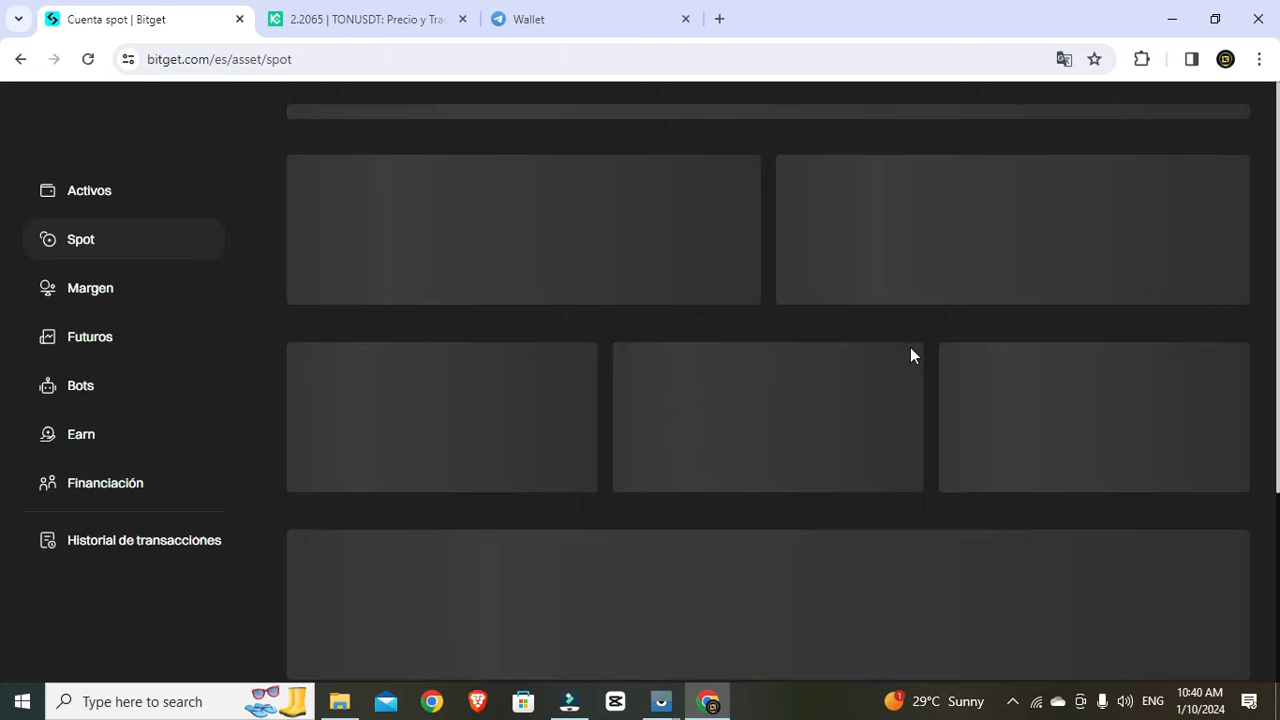 Cuenta spot | Bitget
2.2065 | TONUSDT: Precio y Tra
Wallet
bitget.com/es/asset/spot
Activos
Spot
Margen
Futuros
Bots
Earn
Financiación
Historial de transacciones
Type here to search
1
29°C Sunny
ENG
10:40 AM
1/10/2024